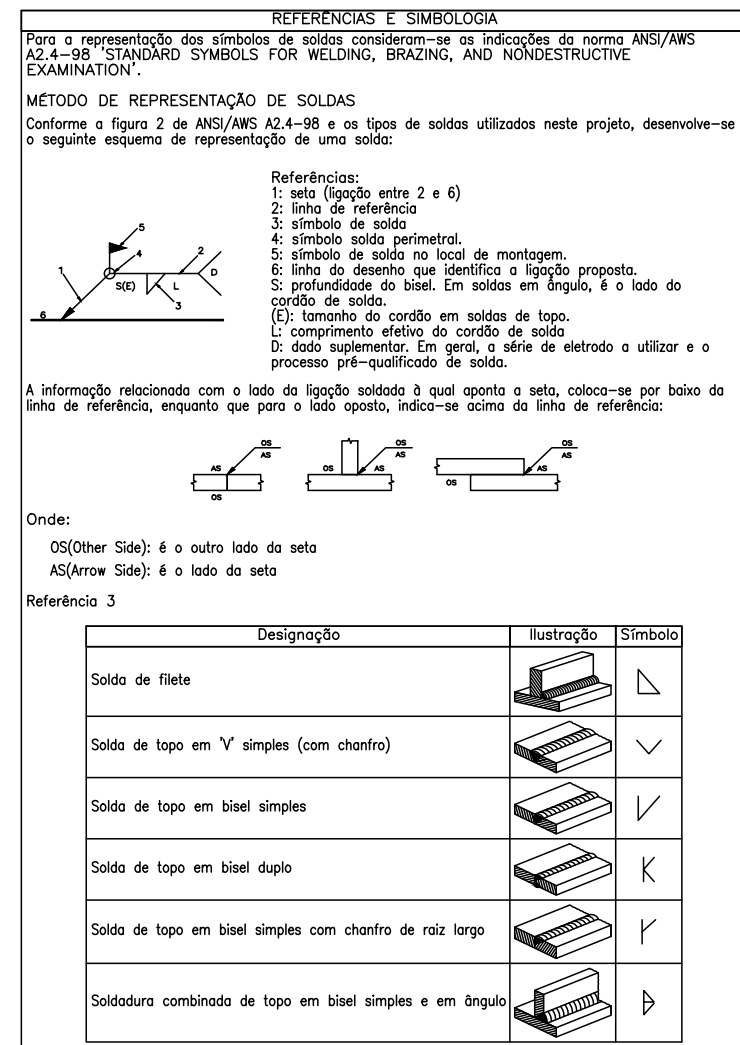 REFERÊNCIAS E SIMBOLOGIA
Para a representação dos símbolos de soldas consideram-se as indicações da norma ANSI/AWS
A2.4-98 'STANDARD SYMBOLS FOR WELDING, BRAZING, AND NONDESTRUCTIVE
EXAMINATION'.
MÉTODO DE REPRESENTAÇÃO DE SOLDAS
Conforme a figura 2 de ANSI/AWS A2.4-98 e os tipos de soldas utilizados neste projeto, desenvolve-se
o seguinte esquema de representação de uma solda:
5
4
2
1
S(E)
L
D
3
6
Referências:
1: seta (ligação entre 2 e 6)
2: linha de referência
3: símbolo de solda
4: símbolo solda perimetral.
5: símbolo de solda no local de montagem.
6: linha do desenho que identifica a ligação proposta.
S: profundidade do bisel. Em soldas em ângulo, é o lado do
cordão de solda.
(E): tamanho do cordão em soldas de topo.
L: comprimento efetivo do cordão de solda
D: dado suplementar. Em geral, a série de eletrodo a utilizar e o
processo pré-qualificado de solda.
A informação relacionada com o lado da ligação soldada à qual aponta a seta, coloca-se por baixo da
linha de referência, enquanto que para o lado oposto, indica-se acima da linha de referência:
OS
AS
AS
OS
OS
AS
OS
AS
OS
AS
AS
OS
Onde:
OS(Other Side): é o outro lado da seta
AS(Arrow Side): é o lado da seta
Referência 3
Designação Ilustração Símbolo
Solda de filete
Solda de topo em 'V' simples (com chanfro)
Solda de topo em bisel simples
Solda de topo em bisel duplo
Solda de topo em bisel simples com chanfro de raiz largo
Soldadura combinada de topo em bisel simples e em ângulo